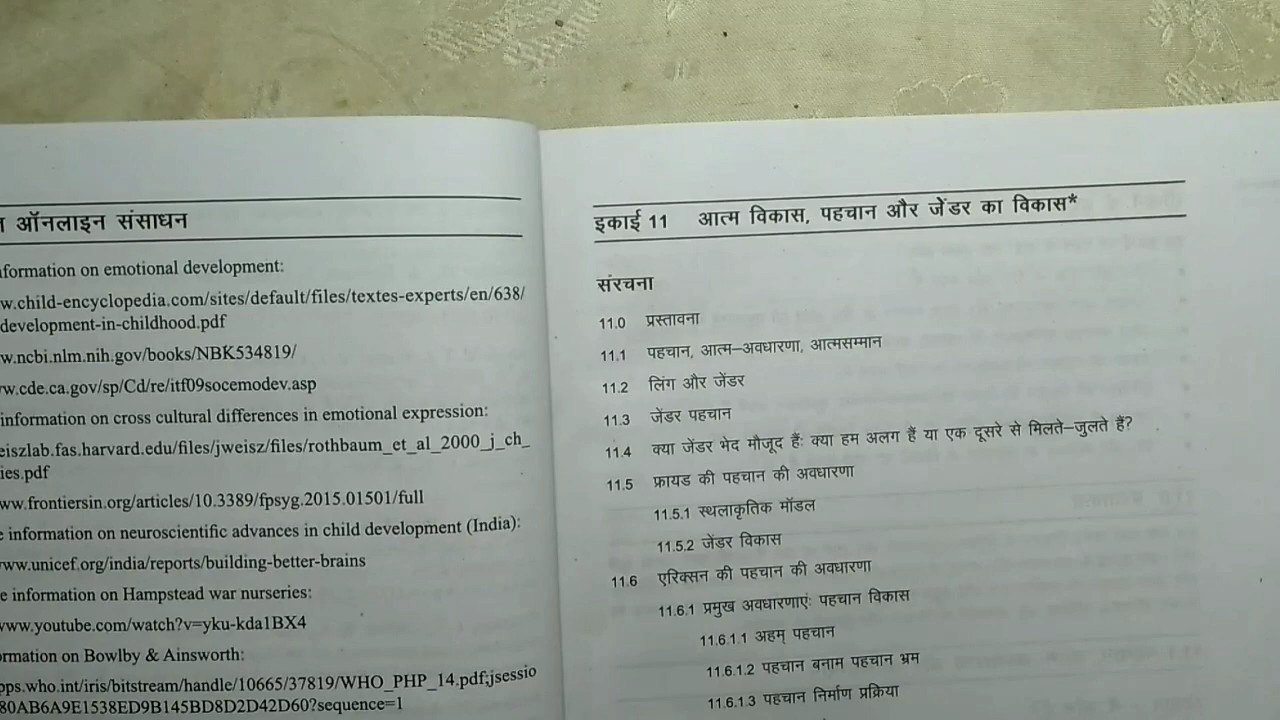 ऑनलाइन संसाधन
information on emotional development:
w.child-encyclopedia.com/sites/default/files/textes-experts/en/638/
development-in-childhood.pdf
w.ncbi.nlm.nih.gov/books/NBK534819/
ww.cde.ca.gov/sp/Cd/re/itf09socemodev.asp
information on cross cultural differences in emotional expression:
eiszlab.fas.harvard.edu/files/jweisz/files/rothbaum_et_al_2000_j_ch_
ies.pdf
ww.frontiersin.org/articles/10.3389/fpsyg.2015.01501/full
e information on neuroscientific advances in child development (India):
ww.unicef.org/india/reports/building-better-brains
e information on Hampstead war nurseries:
www.youtube.com/watch?v=yku-kda1BX4
ormation on Bowlby & Ainsworth:
pps.who.int/iris/bitstream/handle/10665/37819/WHO_PHP_14.pdf;jsessio
80AB6A9E1538ED9B145BD8D2D42D60?sequence=1
इकाई 11 आत्म विकास, पहचान और जेंडर का विकास*
संरचना
11.0 प्रस्तावना
11.1 पहचान, आत्म–अवधारणा, आत्मसम्मान
11.2 लिंग और जेंडर
11.3 जेंडर पहचान
11.4 क्या जेंडर भेद मौजूद हैंः क्या हम अलग हैं या एक दूसरे से मिलते–जुलते हैं?
11.5 फ्रायड की पहचान की अवधारणा
11.5.1 स्थलाकृतिक मॉडल
11.5.2 जेंडर विकास
11.6 एरिक्सन की पहचान की अवधारणा
11.6.1 प्रमुख अवधारणाएंः पहचान विकास
11.6.1.1 अहम् पहचान
11.6.1.2 पहचान बनाम पहचान भ्रम
11.6.1.3 पहचान निर्माण प्रक्रिया